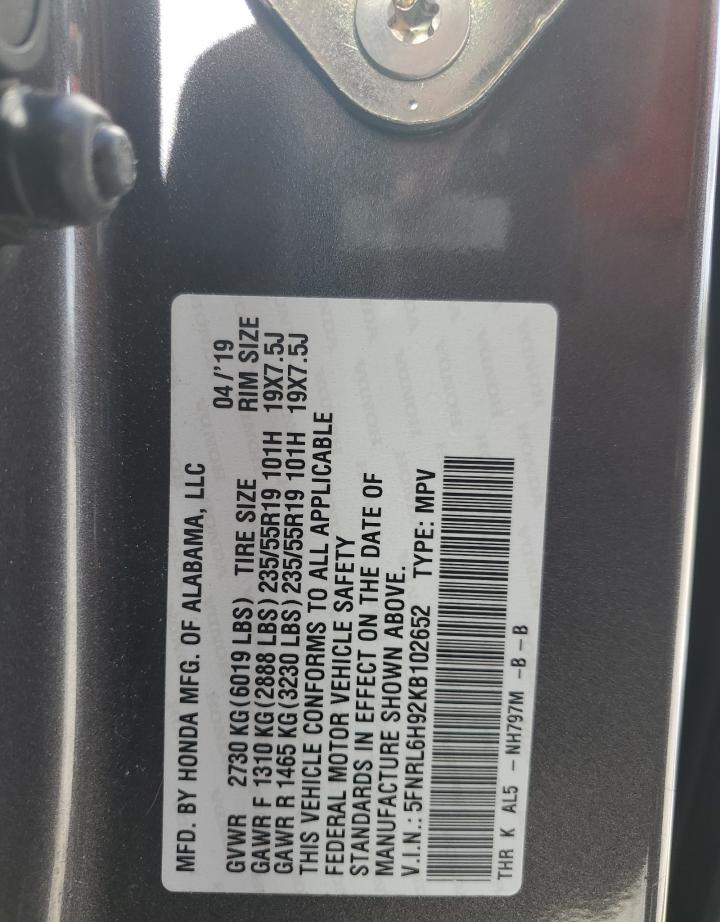 MFD. BY HONDA MFG. OF ALABAMA, LLC
04/'19
GVWR 2730 KG(6019 LBS) TIRE SIZE RIM SIZE
GAWR F 1310 KG(2888 LBS) 235/55R19 101H 19X7.5J
GAWR R 1465 KG(3230 LBS) 235/55R19 101H 19X7.5J
THIS VEHICLE CONFORMS TO ALL APPLICABLE
FEDERAL MOTOR VEHICLE SAFETY
STANDARDS IN EFFECT ON THE DATE OF
MANUFACTURE SHOWN ABOVE.
V.I.N.: 5FNRL6H92KB102652 TYPE: MPV
THR K AL5 - NH797M -B-B